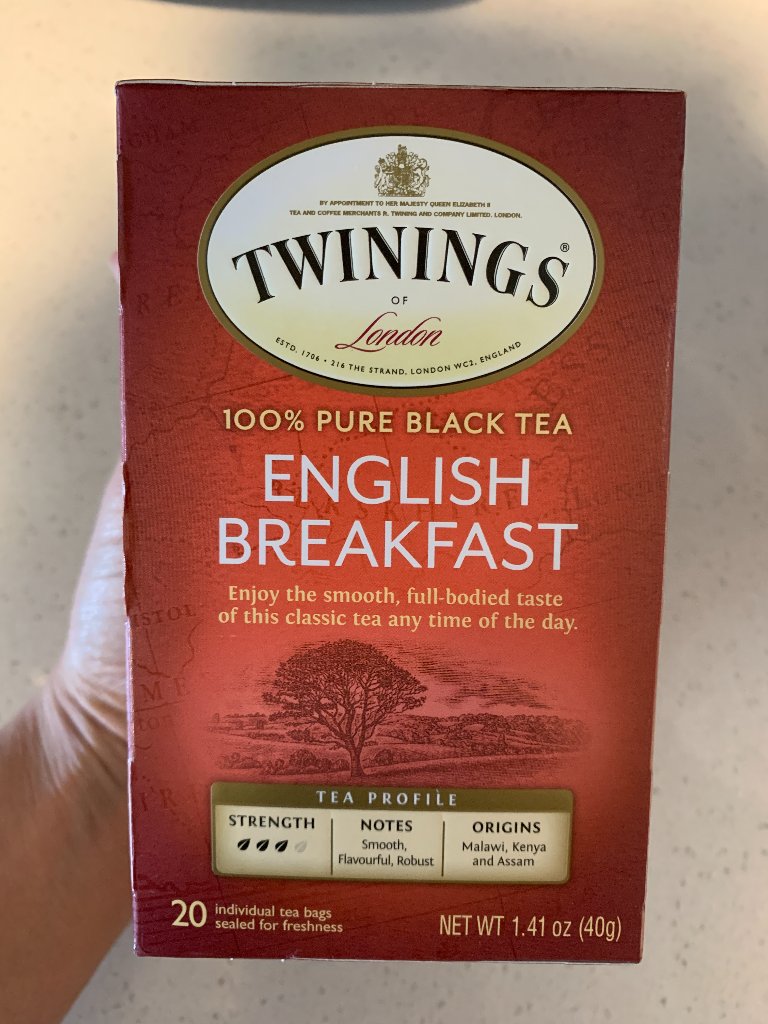 BY APPOINTMENT TO HER MAJESTY QUEEN ELIZABETH II
TEA AND COFFEE MERCHANTS R. TWINING AND COMPANY LIMITED. LONDON.
TWININGS®
OF
London
ESTD. 1706 • 216 THE STRAND, LONDON WC2, ENGLAND
100% PURE BLACK TEA
ENGLISH
BREAKFAST
Enjoy the smooth, full-bodied taste
of this classic tea any time of the day.
TEA PROFILE
STRENGTH
NOTES
Smooth,
Flavourful, Robust
ORIGINS
Malawi, Kenya
and Assam
20 individual tea bags
sealed for freshness
NET WT 1.41 oz (40g)